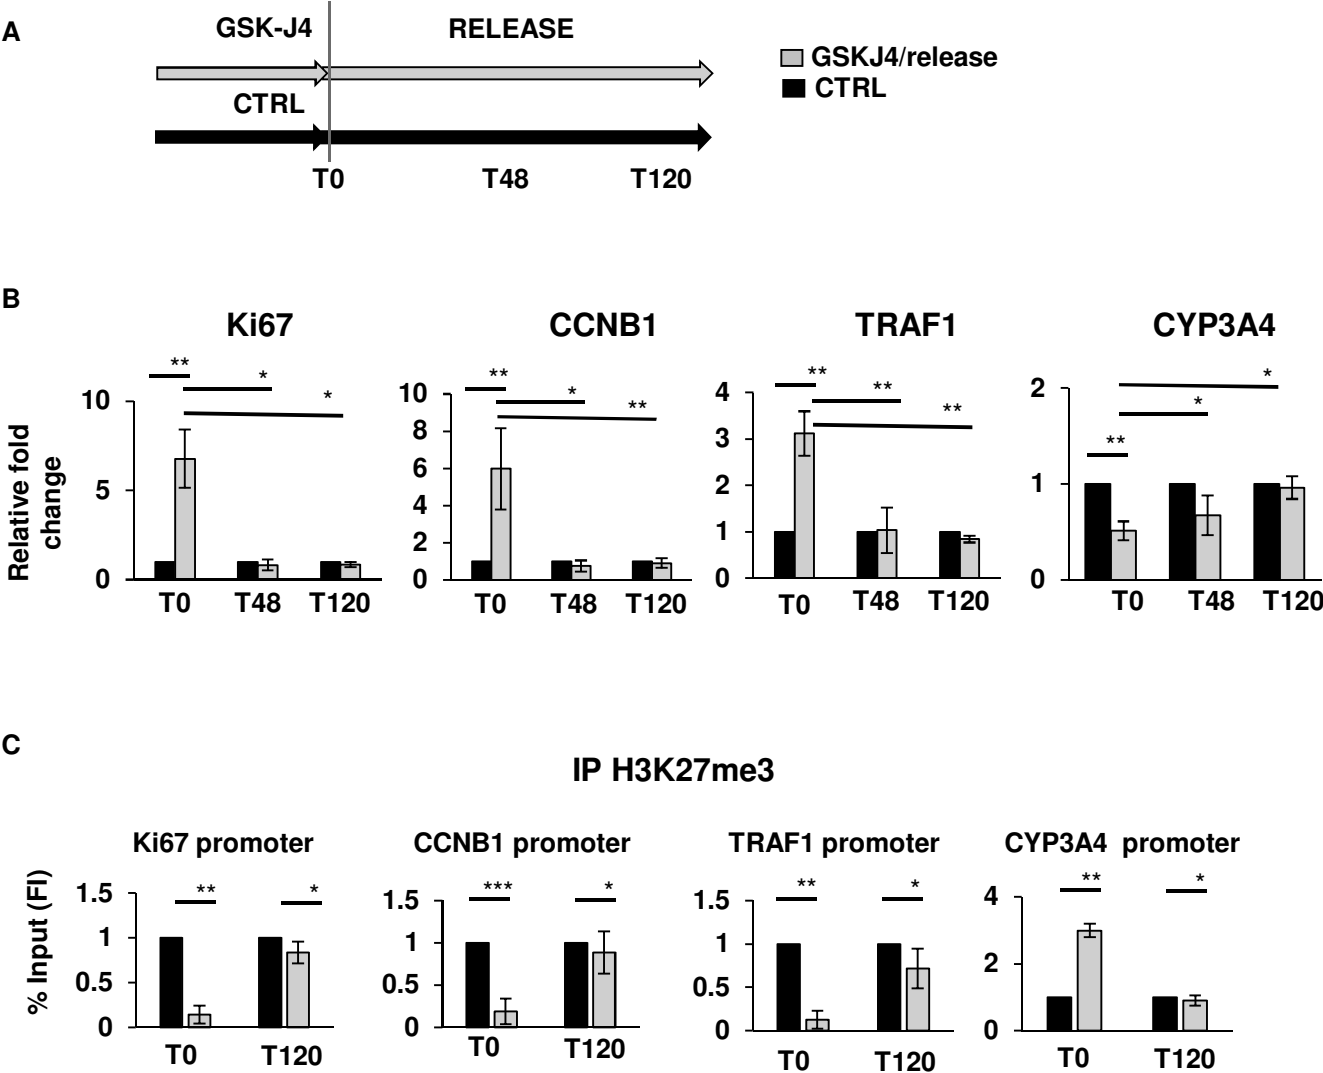 A
GSK-J4 RELEASE
GSKJ4/release
CTRL
CTRL
T0 T48 T120
B
Ki67 CCNB1 TRAF1 CYP3A4
Relative fold
change
** * *
10
5
0
T0 T48 T120
** * **
10
8
6
4
2
0
T0 T48 T120
** ** **
4
3
2
1
0
T0 T48 T120
** * *
2
1
0
T0 T48 T120
C
IP H3K27me3
Ki67 promoter CCNB1 promoter TRAF1 promoter CYP3A4 promoter
% Input (FI)
** *
1.5
1
0.5
0
T0 T120
*** *
1.5
1
0.5
0
T0 T120
** *
1.5
1
0.5
0
T0 T120
** *
4
2
0
T0 T120